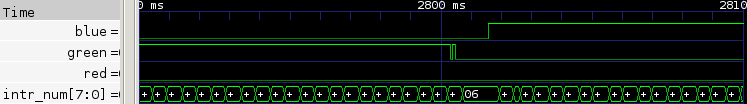 Time
0 ms 2800 ms 2810
blue =
green =
red =
intr_num[7:0] =
+ + + + + + + + + + + + + + + + + + + + + + 06 + + + + + + + + + + + + + + + +